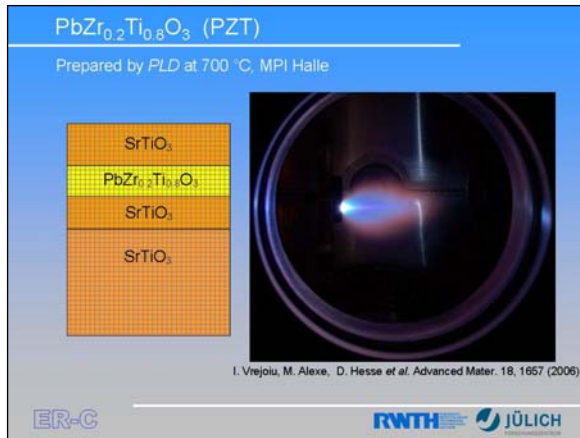 PbZr₀.₂Ti₀.₈O₃ (PZT)
Prepared by PLD at 700 °C, MPI Halle
SrTiO₃
PbZr₀.₂Ti₀.₈O₃
SrTiO₃
SrTiO₃
I. Vrejoiu, M. Alexe, D. Hesse et al. Advanced Mater. 18, 1657 (2006)
ER-C
RWTH
JÜLICH
FORSCHUNGSZENTRUM